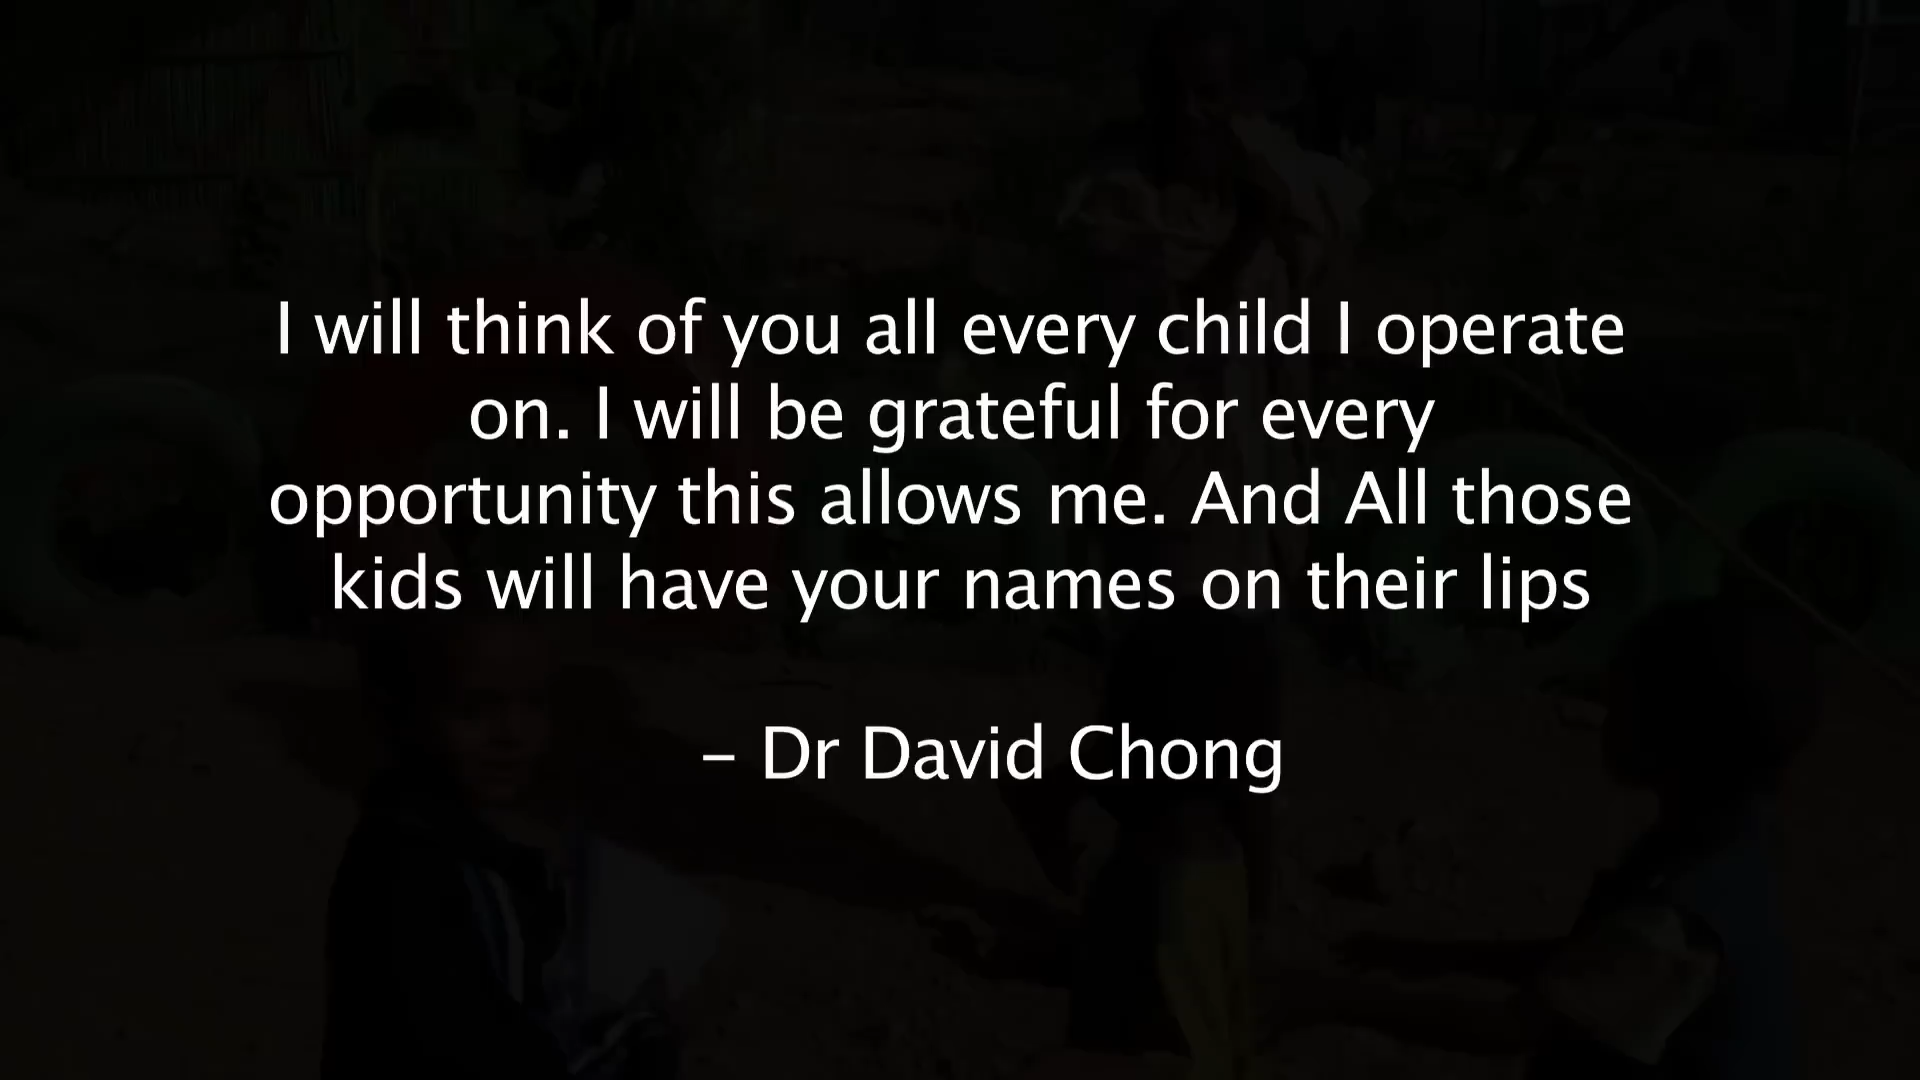 I will think of you all every child I operate
on. I will be grateful for every
opportunity this allows me. And All those
kids will have your names on their lips
– Dr David Chong